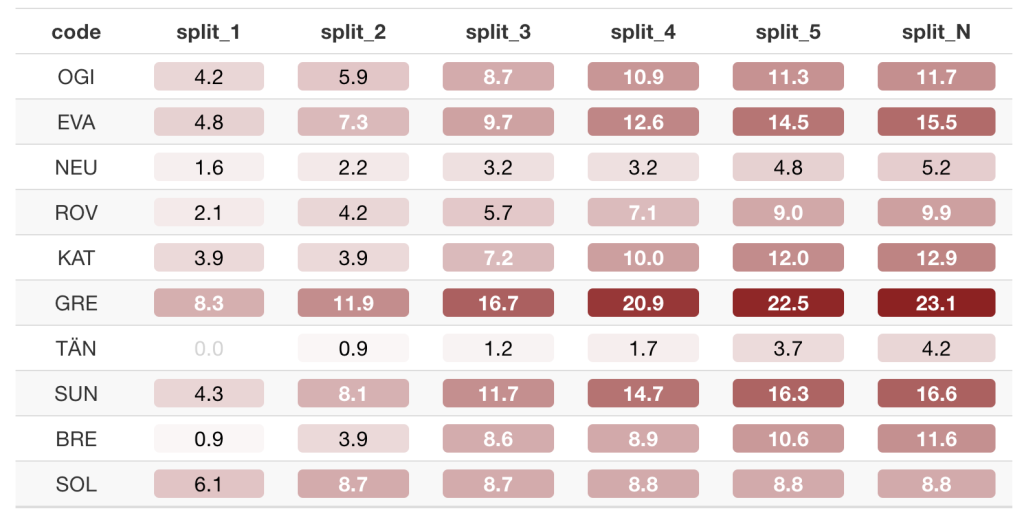 code split_1 split_2 split_3 split_4 split_5 split_N
OGI 4.2 5.9 8.7 10.9 11.3 11.7
EVA 4.8 7.3 9.7 12.6 14.5 15.5
NEU 1.6 2.2 3.2 3.2 4.8 5.2
ROV 2.1 4.2 5.7 7.1 9.0 9.9
KAT 3.9 3.9 7.2 10.0 12.0 12.9
GRE 8.3 11.9 16.7 20.9 22.5 23.1
TÄN 0.0 0.9 1.2 1.7 3.7 4.2
SUN 4.3 8.1 11.7 14.7 16.3 16.6
BRE 0.9 3.9 8.6 8.9 10.6 11.6
SOL 6.1 8.7 8.7 8.8 8.8 8.8